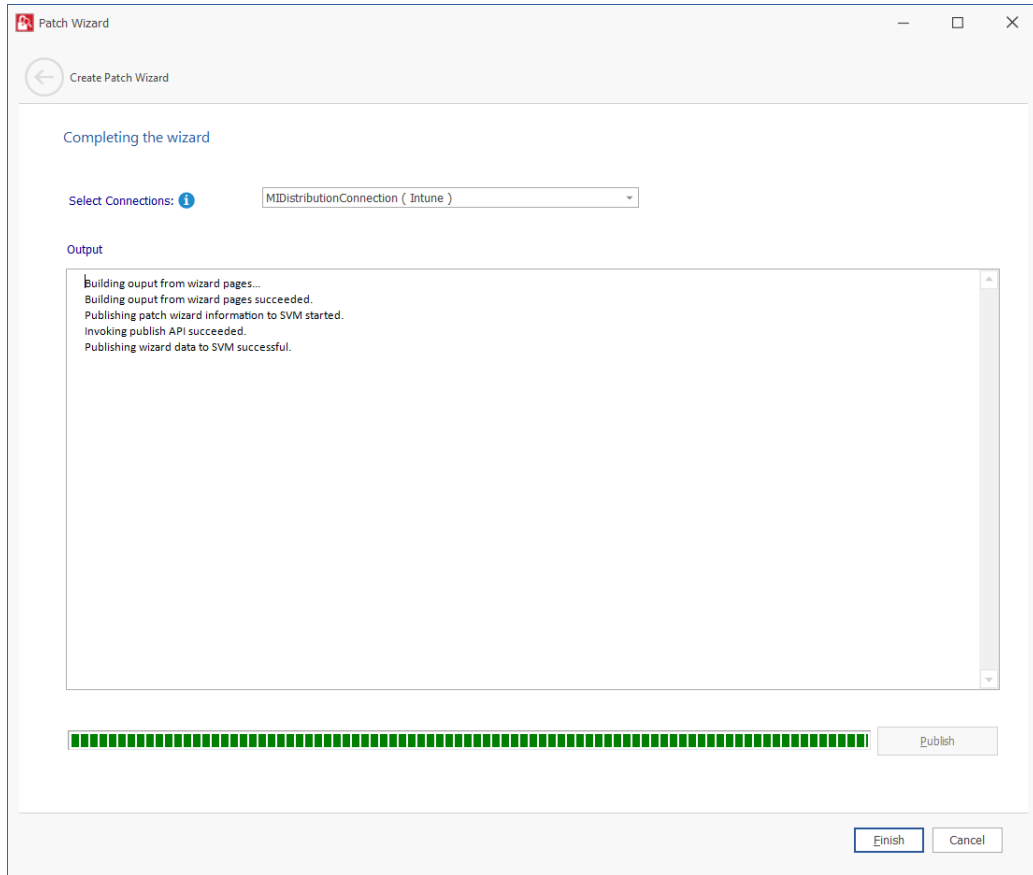 Patch Wizard
Create Patch Wizard
Completing the wizard
Select Connections: i MIDistributionConnection ( Intune )
Output
Building ouput from wizard pages...
Building ouput from wizard pages succeeded.
Publishing patch wizard information to SVM started.
Invoking publish API succeeded.
Publishing wizard data to SVM successful.
Publish
Finish Cancel